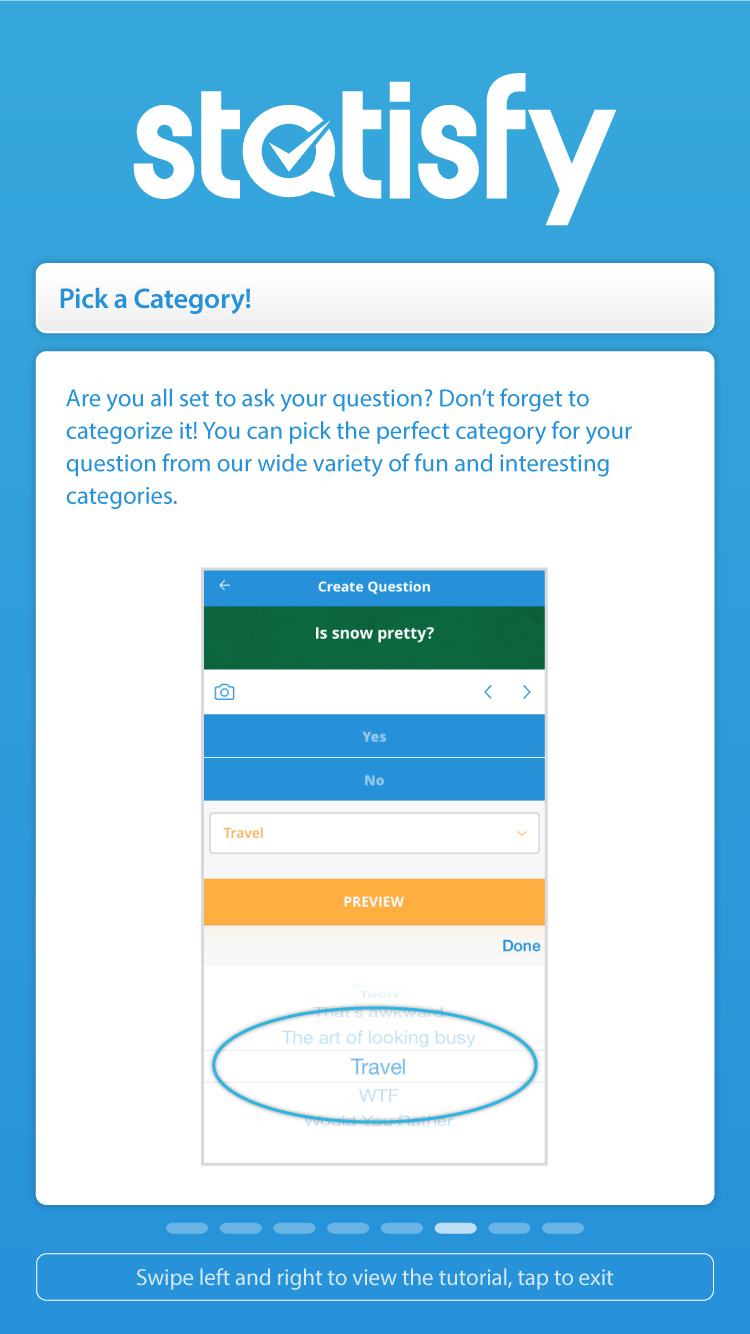 statisfy
Pick a Category!
Are you all set to ask your question? Don’t forget to
categorize it! You can pick the perfect category for your
question from our wide variety of fun and interesting
categories.
Create Question
Is snow pretty?
Yes
No
Travel
PREVIEW
Done
Tech
That's awkward
The art of looking busy
Travel
WTF
Would You Rather
Swipe left and right to view the tutorial, tap to exit